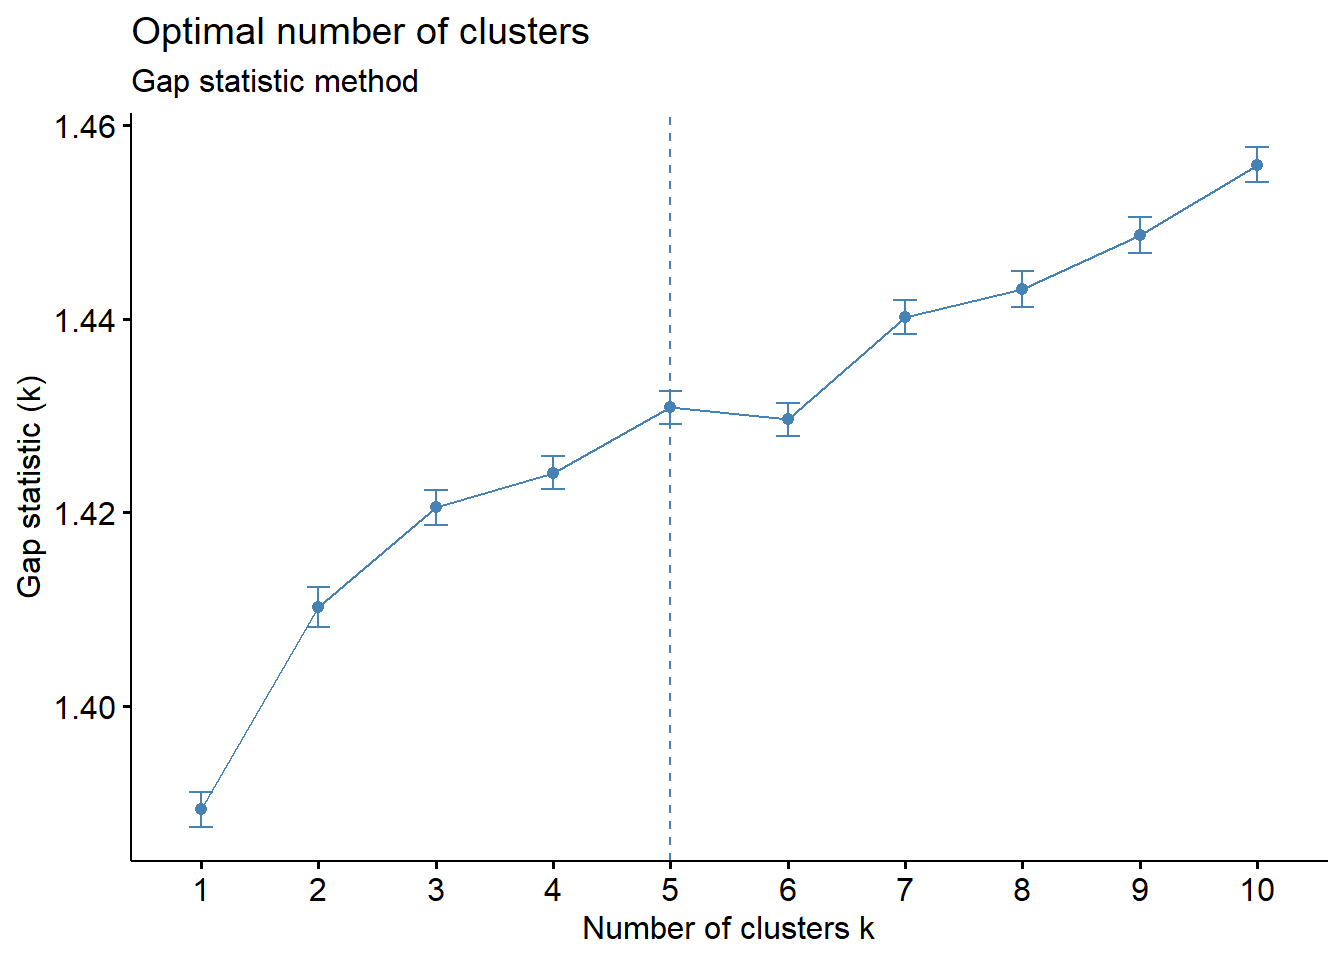 Optimal number of clusters
Gap statistic method
1.46
1.44
1.42
1.40
Gap statistic (k)
1 2 3 4 5 6 7 8 9 10
Number of clusters k